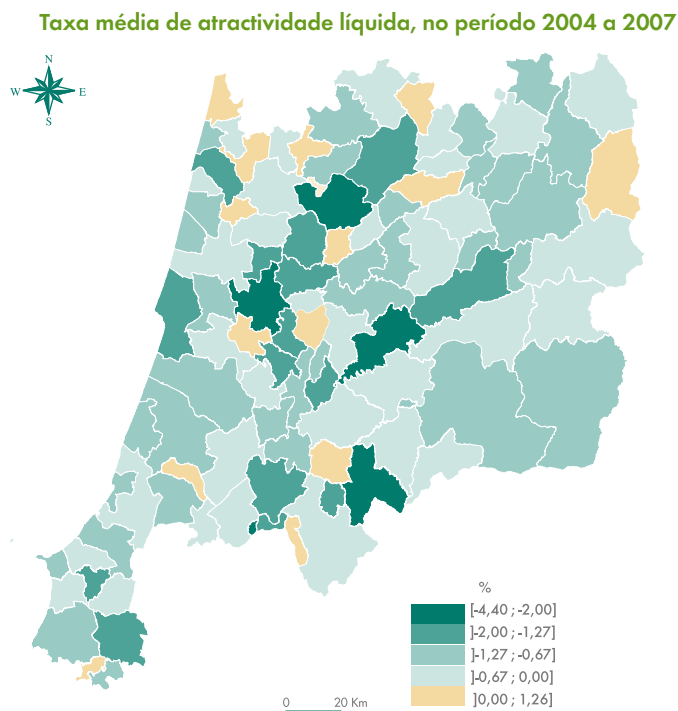 Taxa média de atractividade líquida, no período 2004 a 2007
N
W E
S
%
[-4,40 ; -2,00]
]-2,00 ; -1,27]
]-1,27 ; -0,67]
]-0,67 ; 0,00]
]0,00 ; 1,26]
0 20 Km